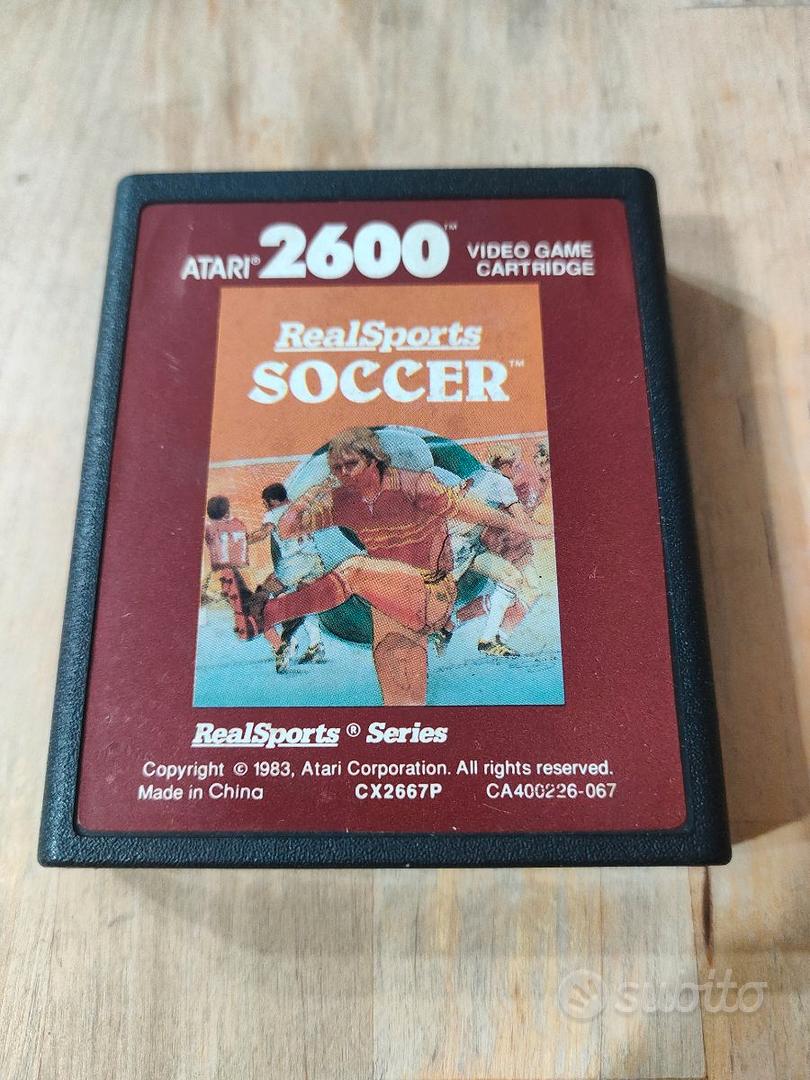 ATARI® 2600™ VIDEO GAME
CARTRIDGE
RealSports
SOCCER™
11
RealSports® Series
Copyright © 1983, Atari Corporation. All rights reserved.
Made in China CX2667P CA400226-067
subito